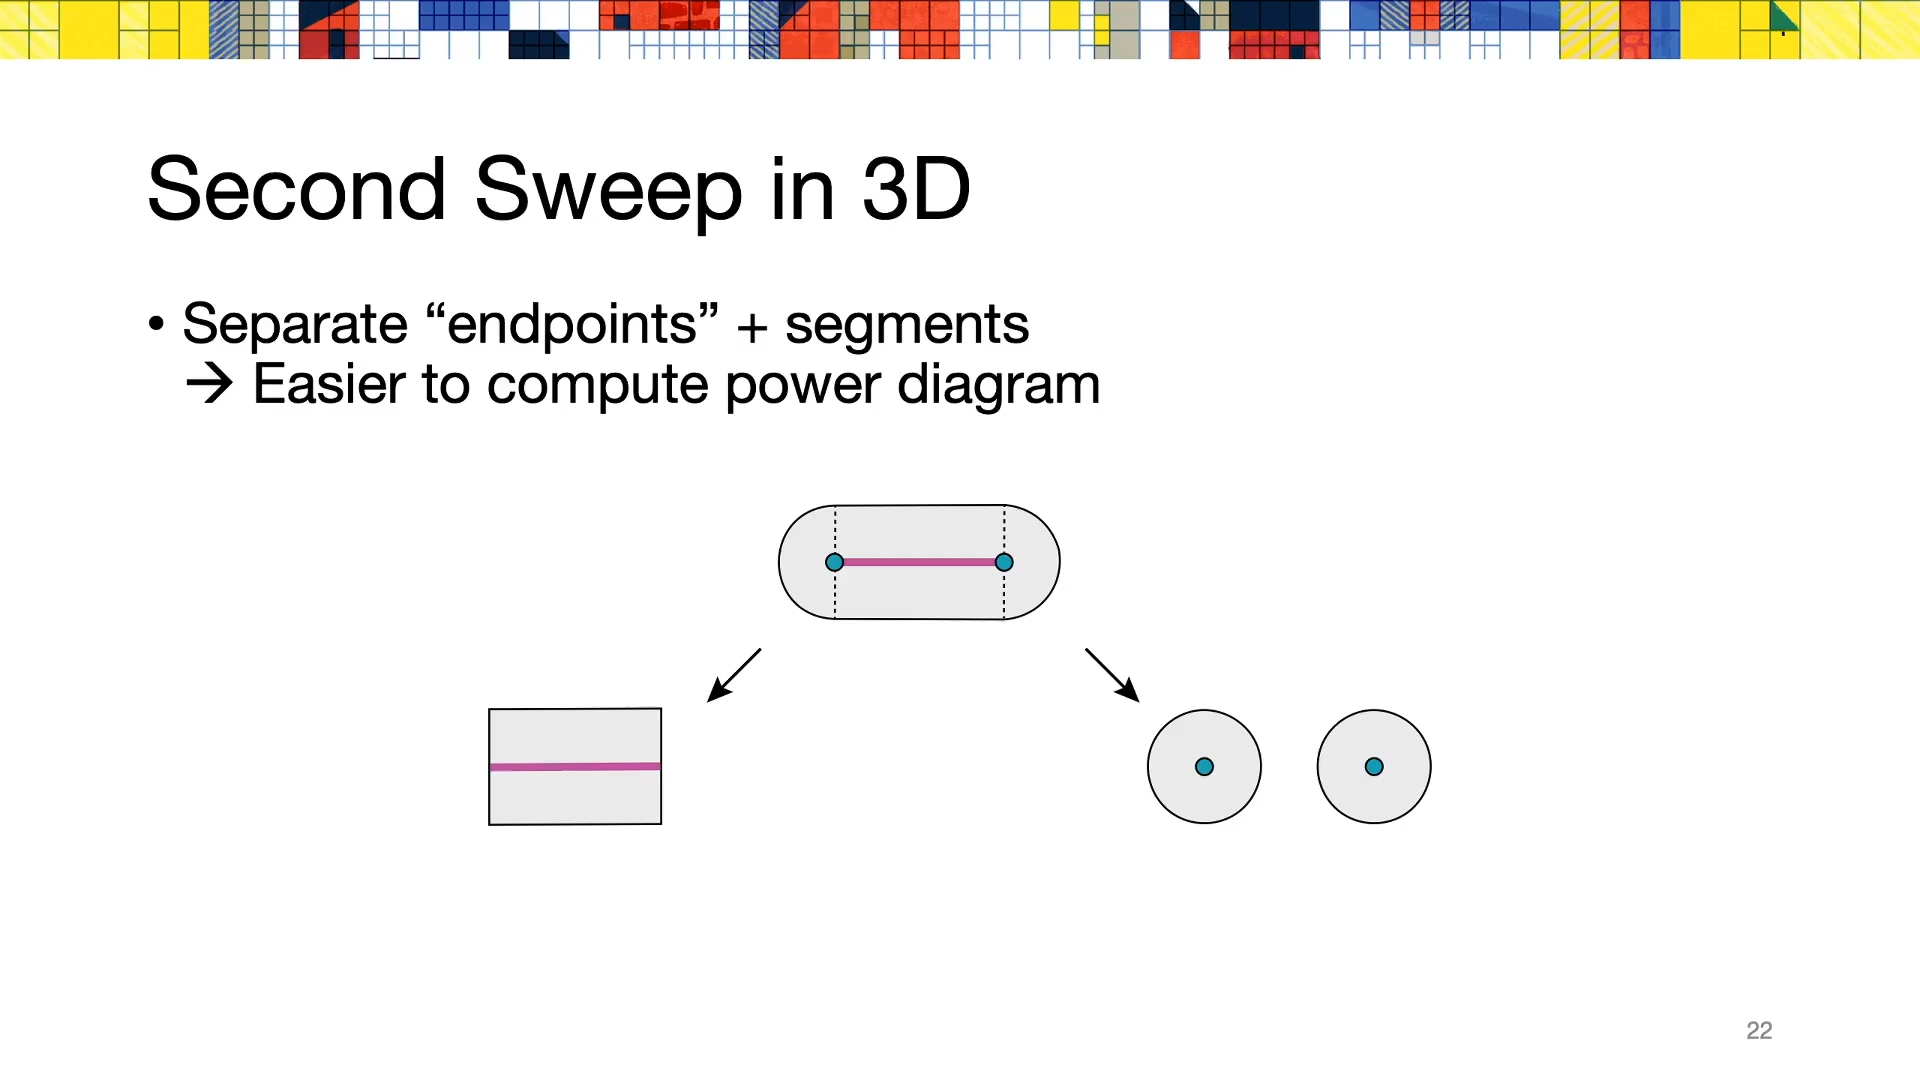 Second Sweep in 3D
• Separate “endpoints” + segments
→ Easier to compute power diagram
22